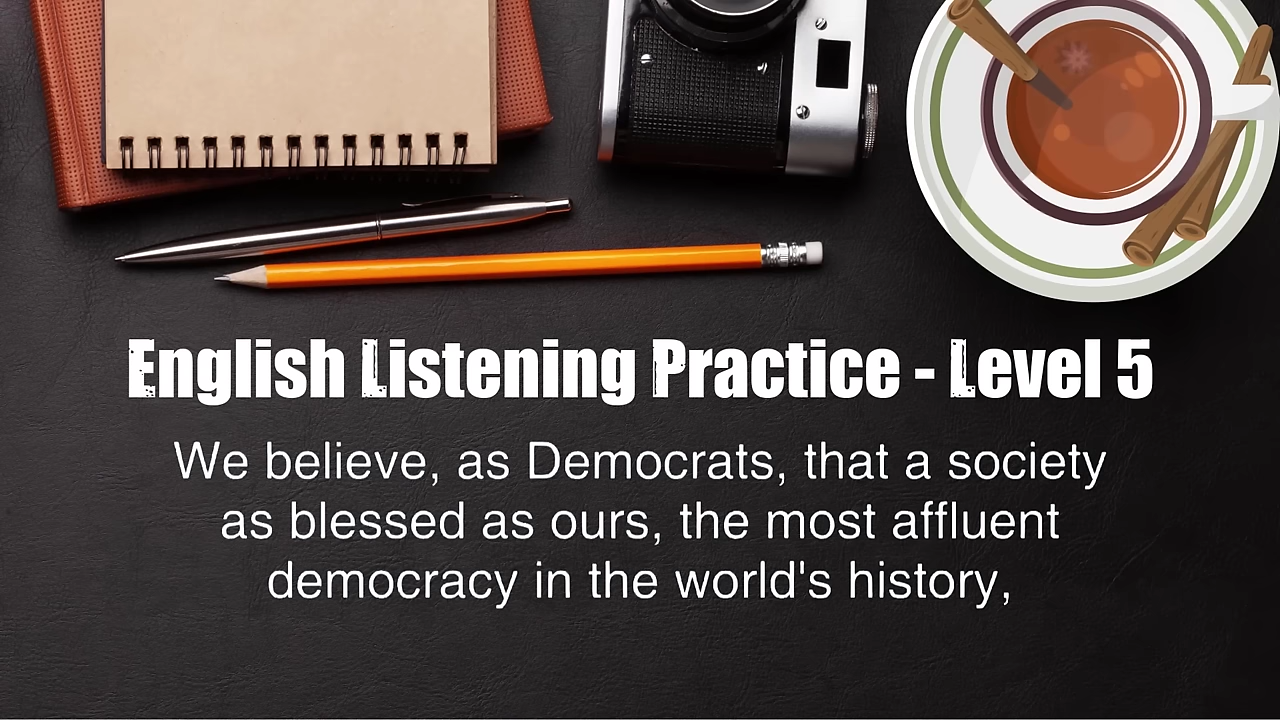 English Listening Practice - Level 5
We believe, as Democrats, that a society
as blessed as ours, the most affluent
democracy in the world's history,